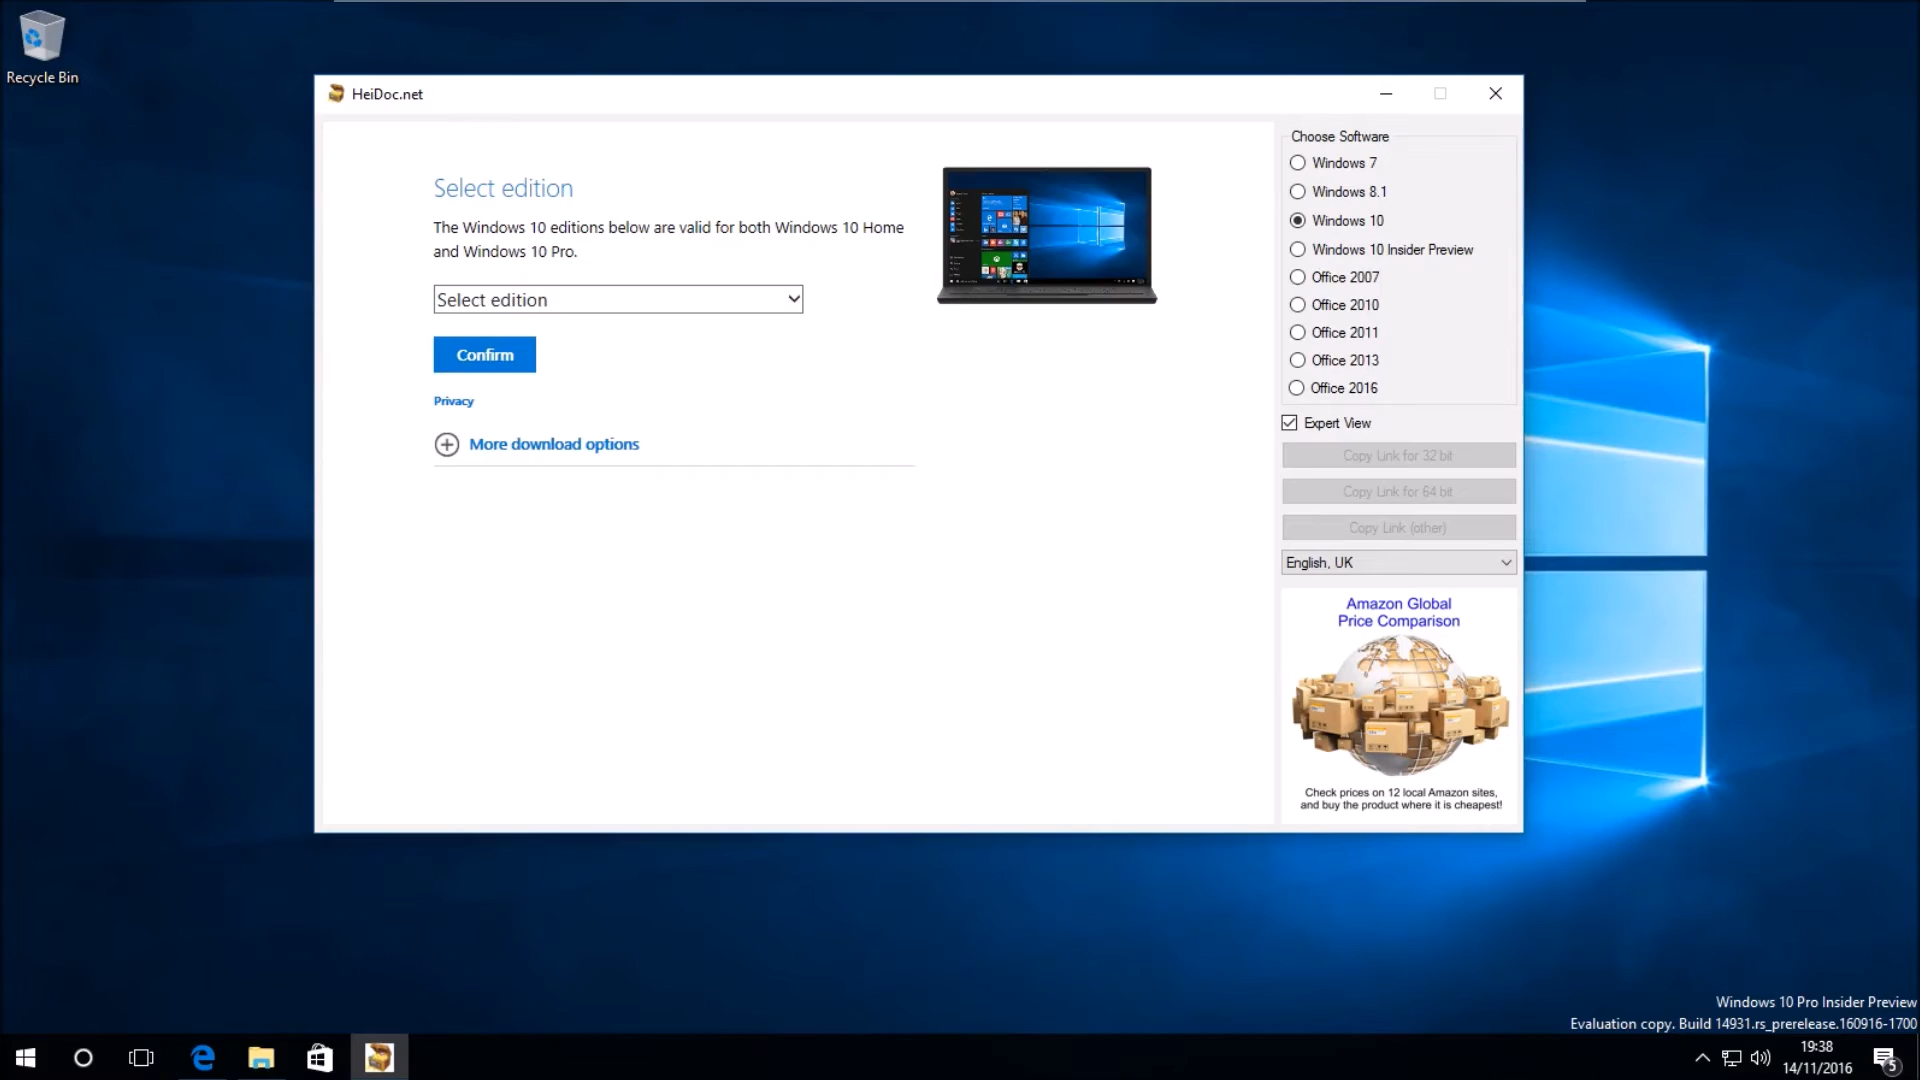 Recycle Bin
HeiDoc.net
Select edition
The Windows 10 editions below are valid for both Windows 10 Home
and Windows 10 Pro.
Select edition
Confirm
Privacy
More download options
Choose Software
Windows 7
Windows 8.1
Windows 10
Windows 10 Insider Preview
Office 2007
Office 2010
Office 2011
Office 2013
Office 2016
Expert View
Copy Link for 32 bit
Copy Link for 64 bit
Copy Link (other)
English, UK
Amazon Global
Price Comparison
Check prices on 12 local Amazon sites,
and buy the product where it is cheapest!
Windows 10 Pro Insider Preview
Evaluation copy. Build 14931.rs_prerelease.160916-1700
19:38
14/11/2016
5